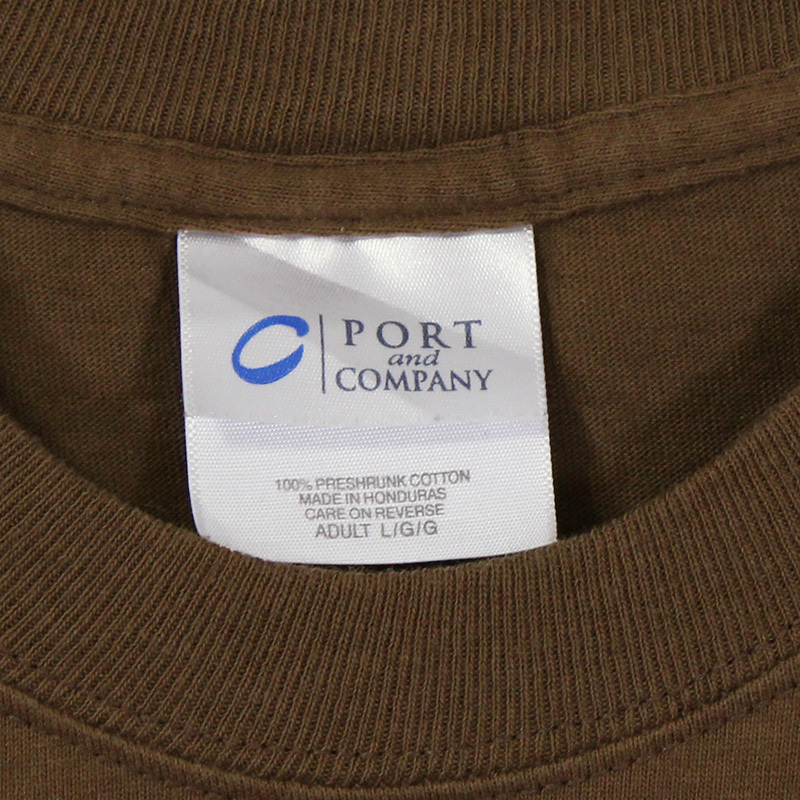 PORT
and
COMPANY
100% PRESHRUNK COTTON
MADE IN HONDURAS
CARE ON REVERSE
ADULT L/G/G